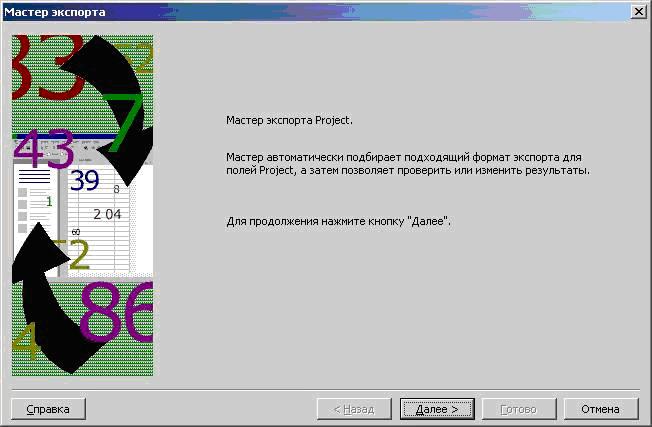 Мастер экспорта
33
52
7
43
39
8
1
2 04
60
52
86
4
Мастер экспорта Project.
Мастер автоматически подбирает подходящий формат экспорта для
полей Project, а затем позволяет проверить или изменить результаты.
Для продолжения нажмите кнопку "Далее".
Справка
< Назад
Далее >
Готово
Отмена